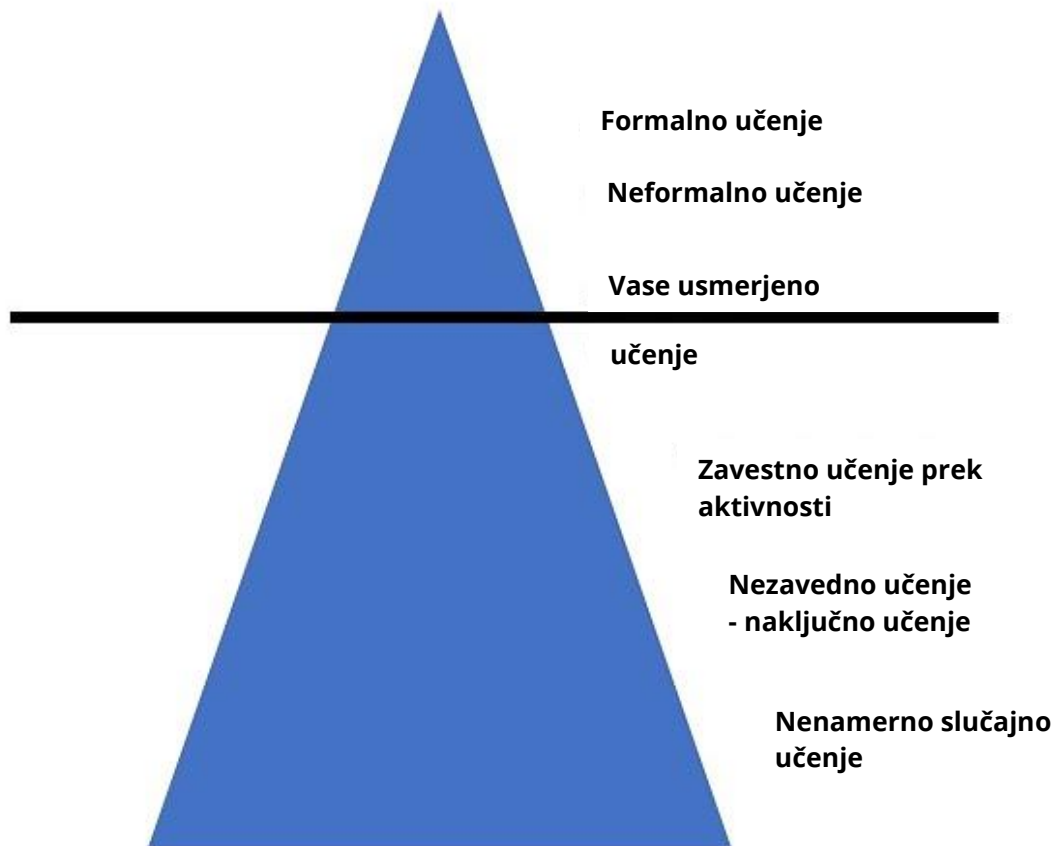 Formalno učenje
Neformalno učenje
Vase usmerjeno
učenje
Zavestno učenje prek
aktivnosti
Nezavedno učenje
- naključno učenje
Nenamerno slučajno
učenje